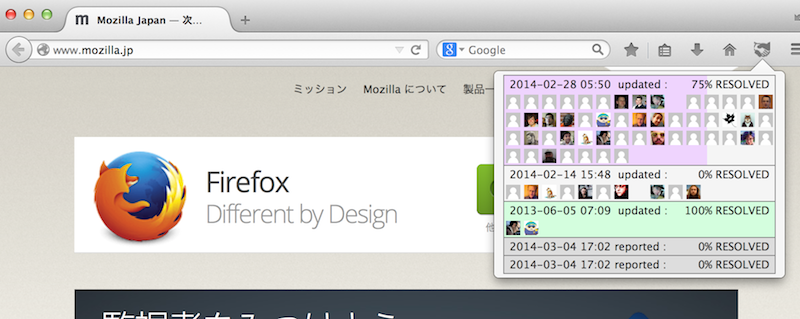 Mozilla Japan — 次...
www.mozilla.jp
Google
ミッション Mozilla について 製品
Firefox
Different by Design
2014-02-28 05:50 updated : 75% RESOLVED
2014-02-14 15:48 updated : 0% RESOLVED
2013-06-05 07:09 updated : 100% RESOLVED
2014-03-04 17:02 reported : 0% RESOLVED
2014-03-04 17:02 reported : 0% RESOLVED